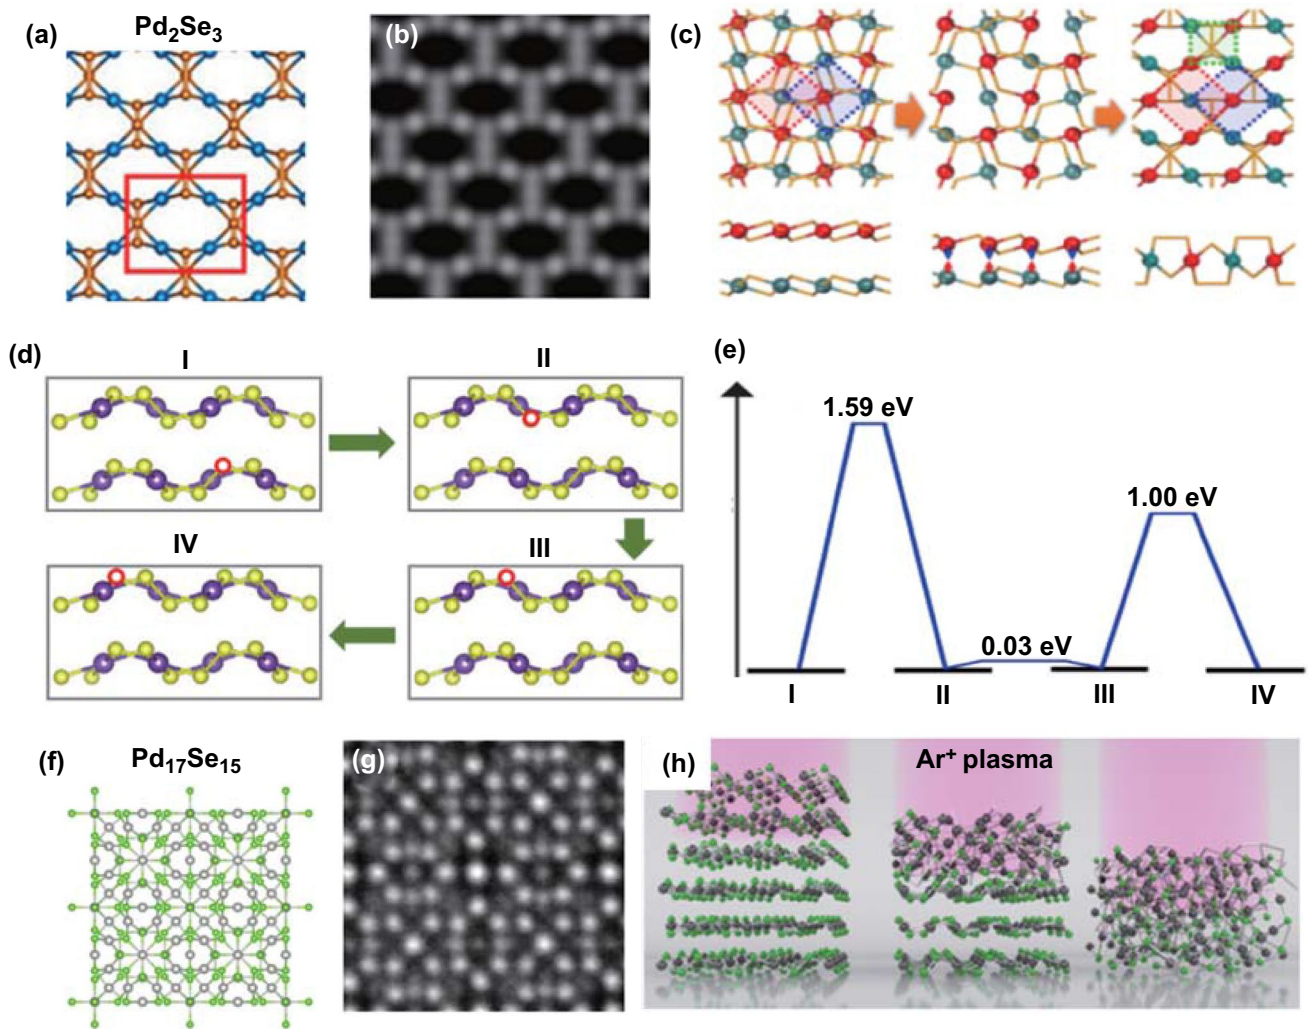 (a) Pd₂Se₃
(b)
(c)
(d)
I
II
IV
III
(e)
1.59 eV
1.00 eV
0.03 eV
I II III IV
(f) Pd₁₇Se₁₅
(g)
(h) Ar⁺ plasma